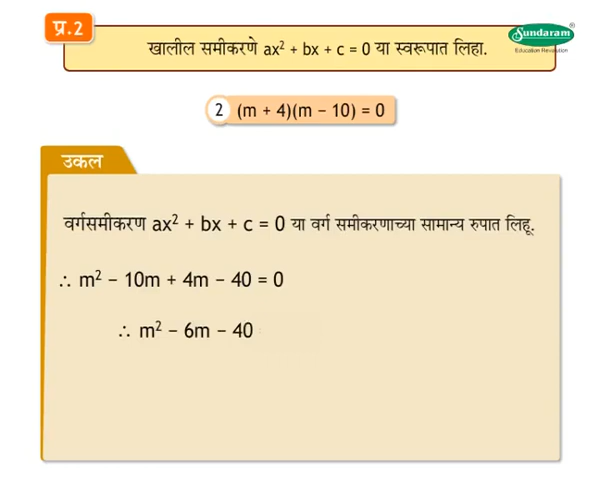 प्र.2
खालील समीकरणे ax² + bx + c = 0 या स्वरूपात लिहा.
Sundaram
®
Education Revolution
2 (m + 4)(m − 10) = 0
उकल
वर्गसमीकरण ax² + bx + c = 0 या वर्ग समीकरणाच्या सामान्य रुपात लिहू.
∴ m² − 10m + 4m − 40 = 0
∴ m² − 6m − 40